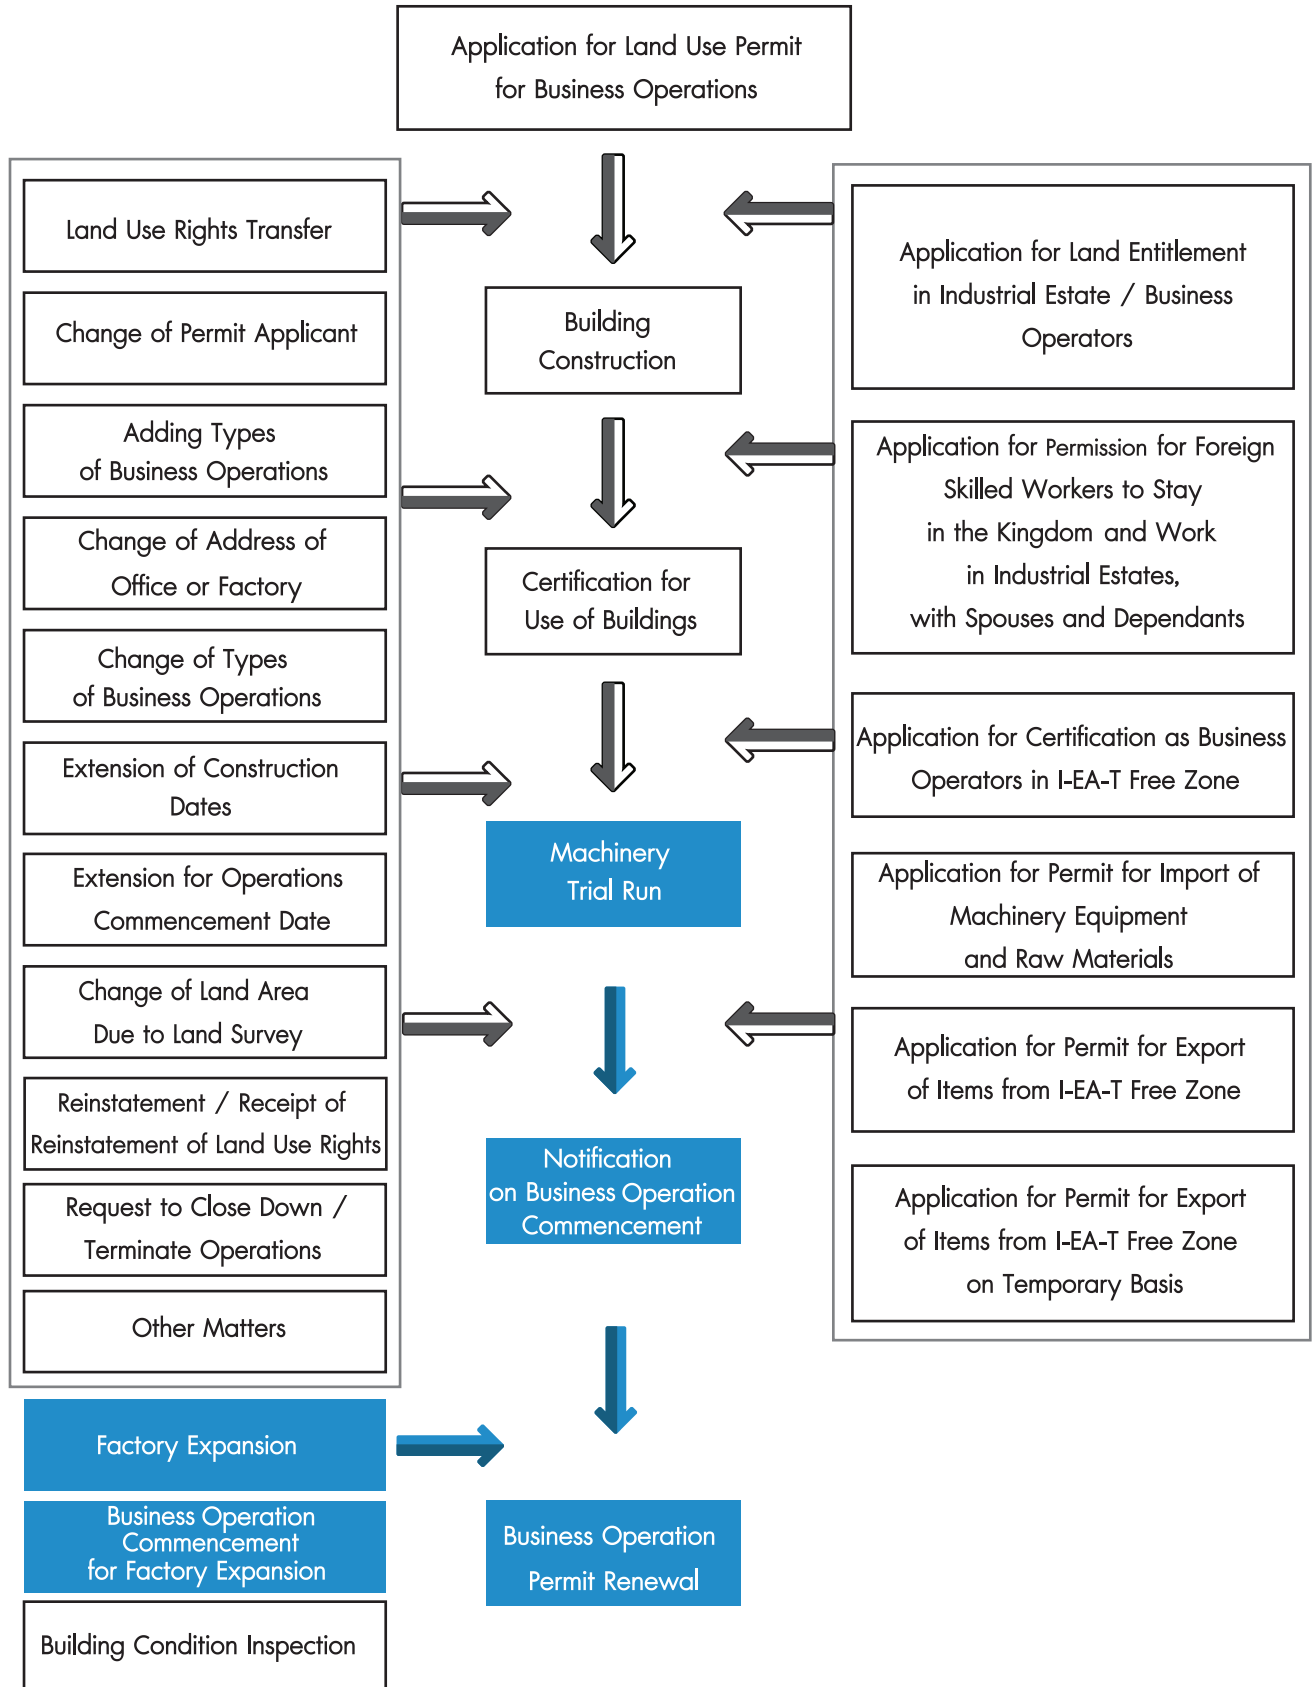 Application for Land Use Permit
for Business Operations
Land Use Rights Transfer
Change of Permit Applicant
Adding Types
of Business Operations
Change of Address of
Office or Factory
Change of Types
of Business Operations
Extension of Construction
Dates
Extension for Operations
Commencement Date
Change of Land Area
Due to Land Survey
Reinstatement / Receipt of
Reinstatement of Land Use Rights
Request to Close Down /
Terminate Operations
Other Matters
Factory Expansion
Business Operation
Commencement
for Factory Expansion
Building Condition Inspection
Building
Construction
Certification for
Use of Buildings
Machinery
Trial Run
Notification
on Business Operation
Commencement
Business Operation
Permit Renewal
Application for Land Entitlement
in Industrial Estate / Business
Operators
Application for Permission for Foreign
Skilled Workers to Stay
in the Kingdom and Work
in Industrial Estates,
with Spouses and Dependants
Application for Certification as Business
Operators in I-EA-T Free Zone
Application for Permit for Import of
Machinery Equipment
and Raw Materials
Application for Permit for Export
of Items from I-EA-T Free Zone
Application for Permit for Export
of Items from I-EA-T Free Zone
on Temporary Basis